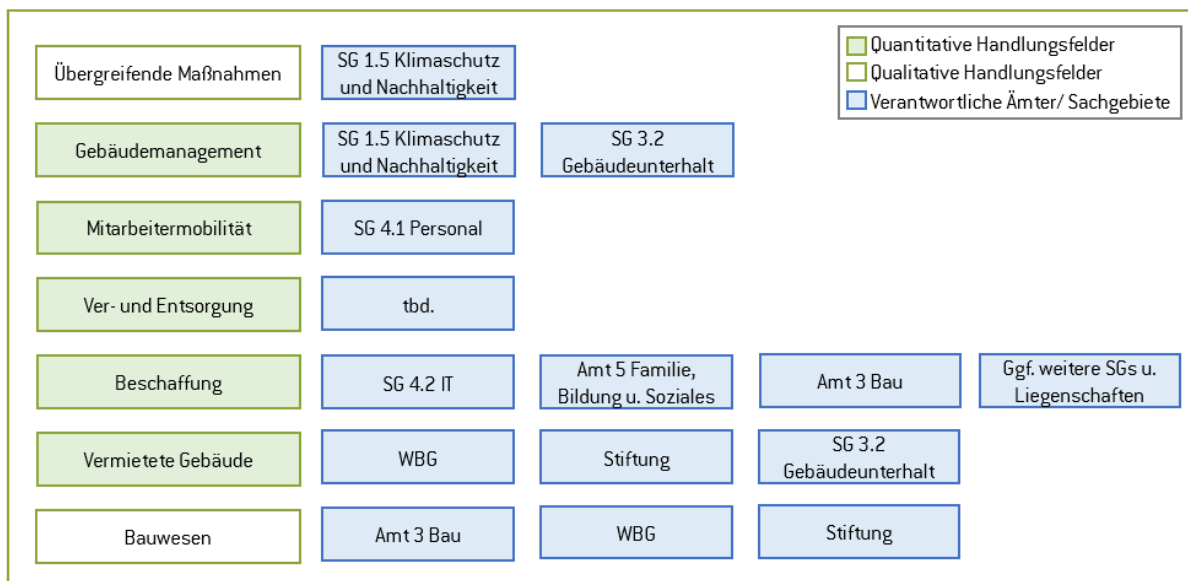 Übergreifende Maßnahmen
SG 1.5 Klimaschutz
und Nachhaltigkeit
Quantitative Handlungsfelder
Qualitative Handlungsfelder
Verantwortliche Ämter/ Sachgebiete
Gebäudemanagement
SG 1.5 Klimaschutz
und Nachhaltigkeit
SG 3.2
Gebäudeunterhalt
Mitarbeitermobilität
SG 4.1 Personal
Ver- und Entsorgung
tbd.
Beschaffung
SG 4.2 IT
Amt 5 Familie,
Bildung u. Soziales
Amt 3 Bau
Ggf. weitere SGs u.
Liegenschaften
Vermietete Gebäude
WBG
Stiftung
SG 3.2
Gebäudeunterhalt
Bauwesen
Amt 3 Bau
WBG
Stiftung